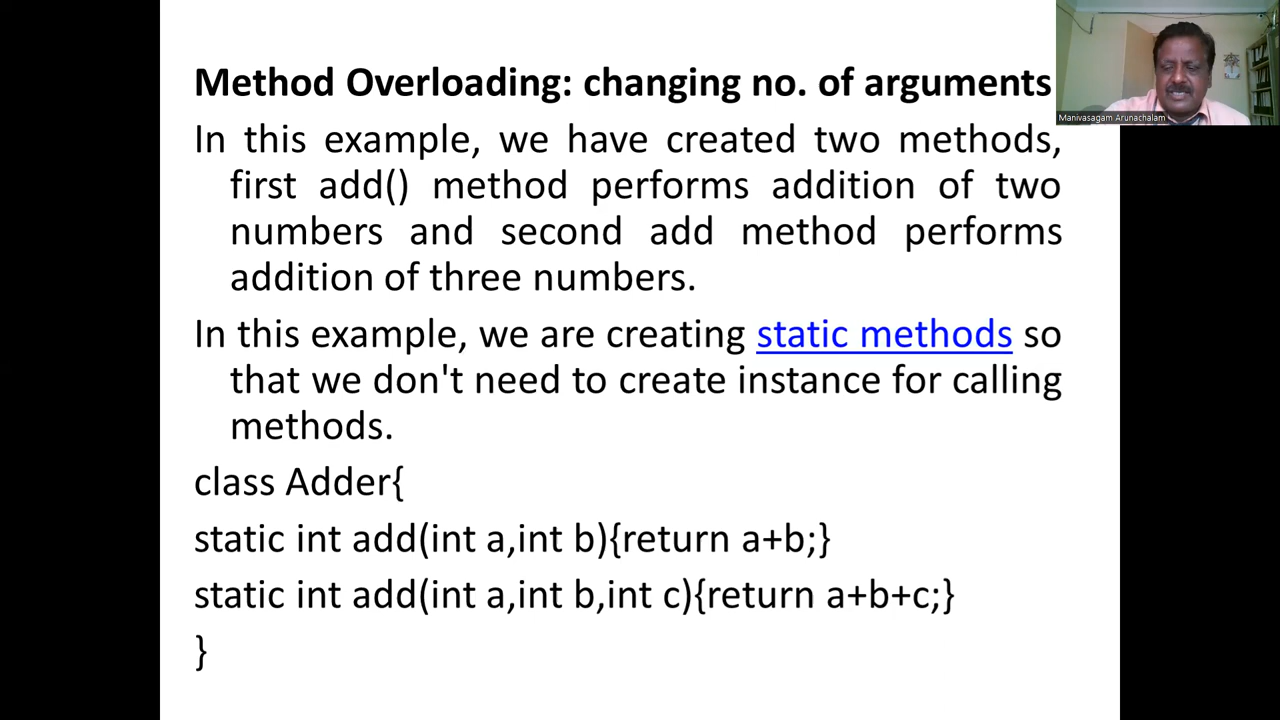 Method Overloading: changing no. of arguments
Manivasagam Arunachalam
In this example, we have created two methods,
first add() method performs addition of two
numbers and second add method performs
addition of three numbers.
In this example, we are creating static methods so
that we don't need to create instance for calling
methods.
class Adder{
static int add(int a,int b){return a+b;}
static int add(int a,int b,int c){return a+b+c;}
}